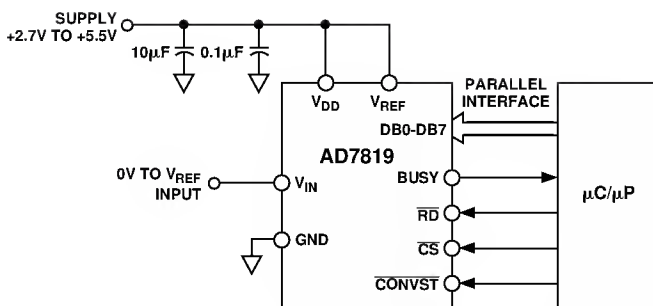 SUPPLY
+2.7V TO +5.5V
10μF
0.1μF
V_DD
V_REF
PARALLEL
INTERFACE
DB0-DB7
AD7819
0V TO V_REF
INPUT
V_IN
BUSY
μC/μP
RD
GND
CS
CONVST